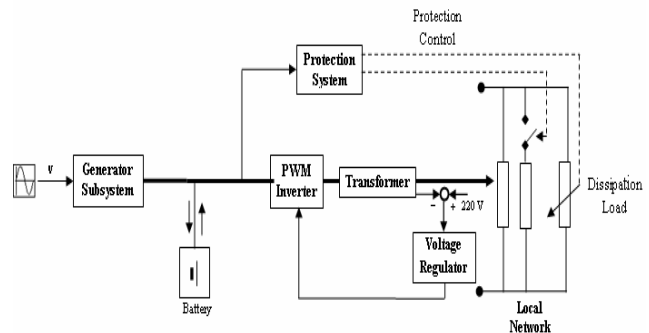 Protection
Control
Protection
System
v
Generator
Subsystem
PWM
Inverter
Transformer
− + 220 V
Dissipation
Load
Voltage
Regulator
Battery
Local
Network